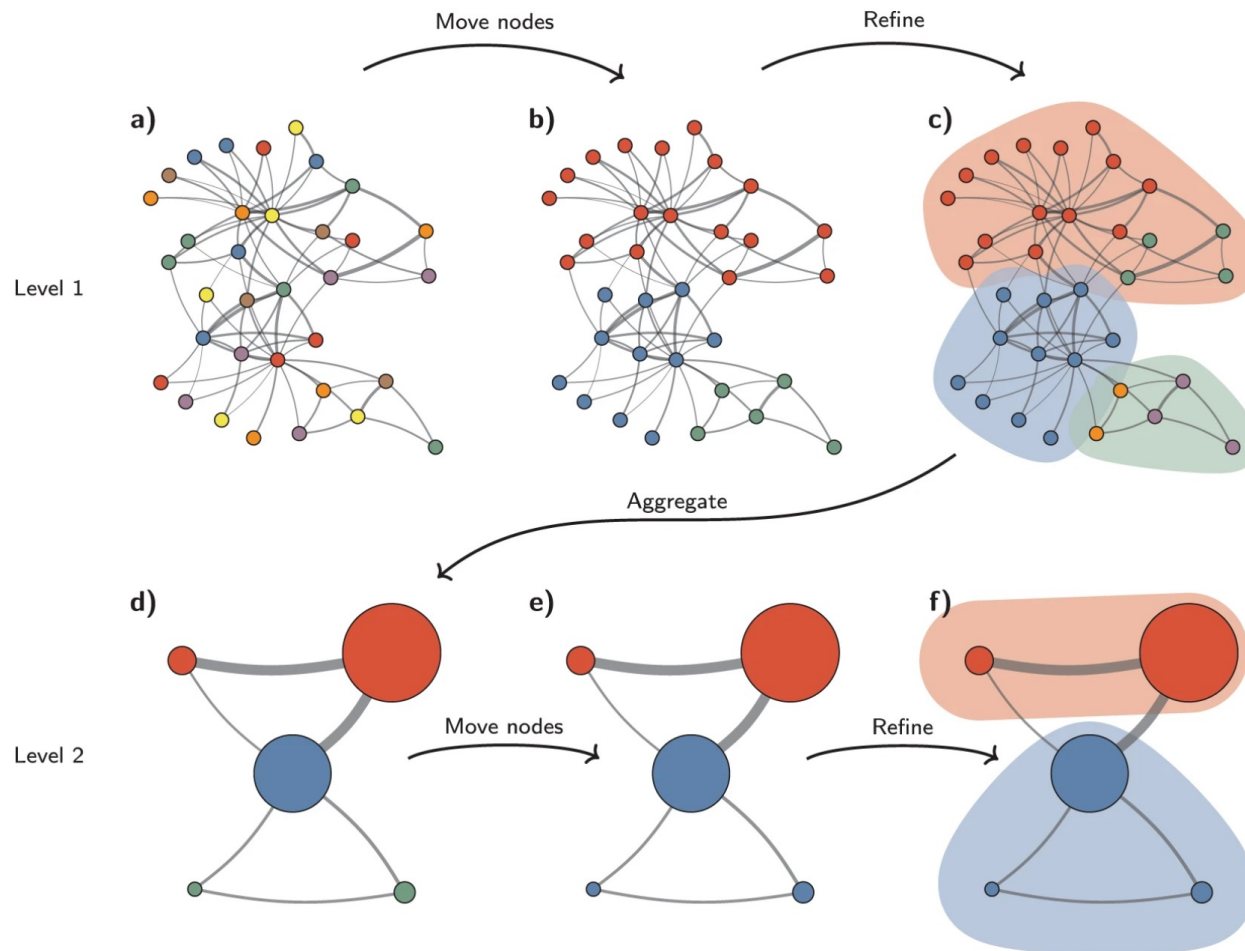 Move nodes
Refine
a)
b)
c)
Level 1
Aggregate
d)
e)
f)
Move nodes
Refine
Level 2